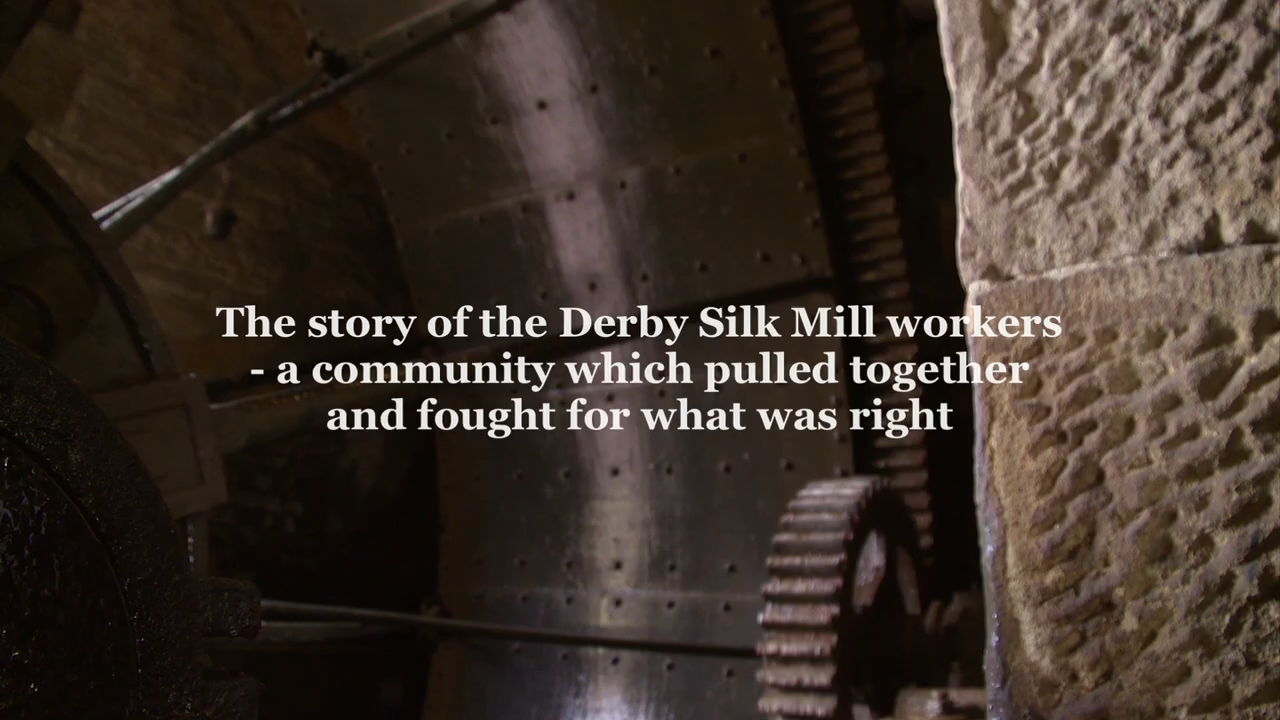 The story of the Derby Silk Mill workers
- a community which pulled together
and fought for what was right